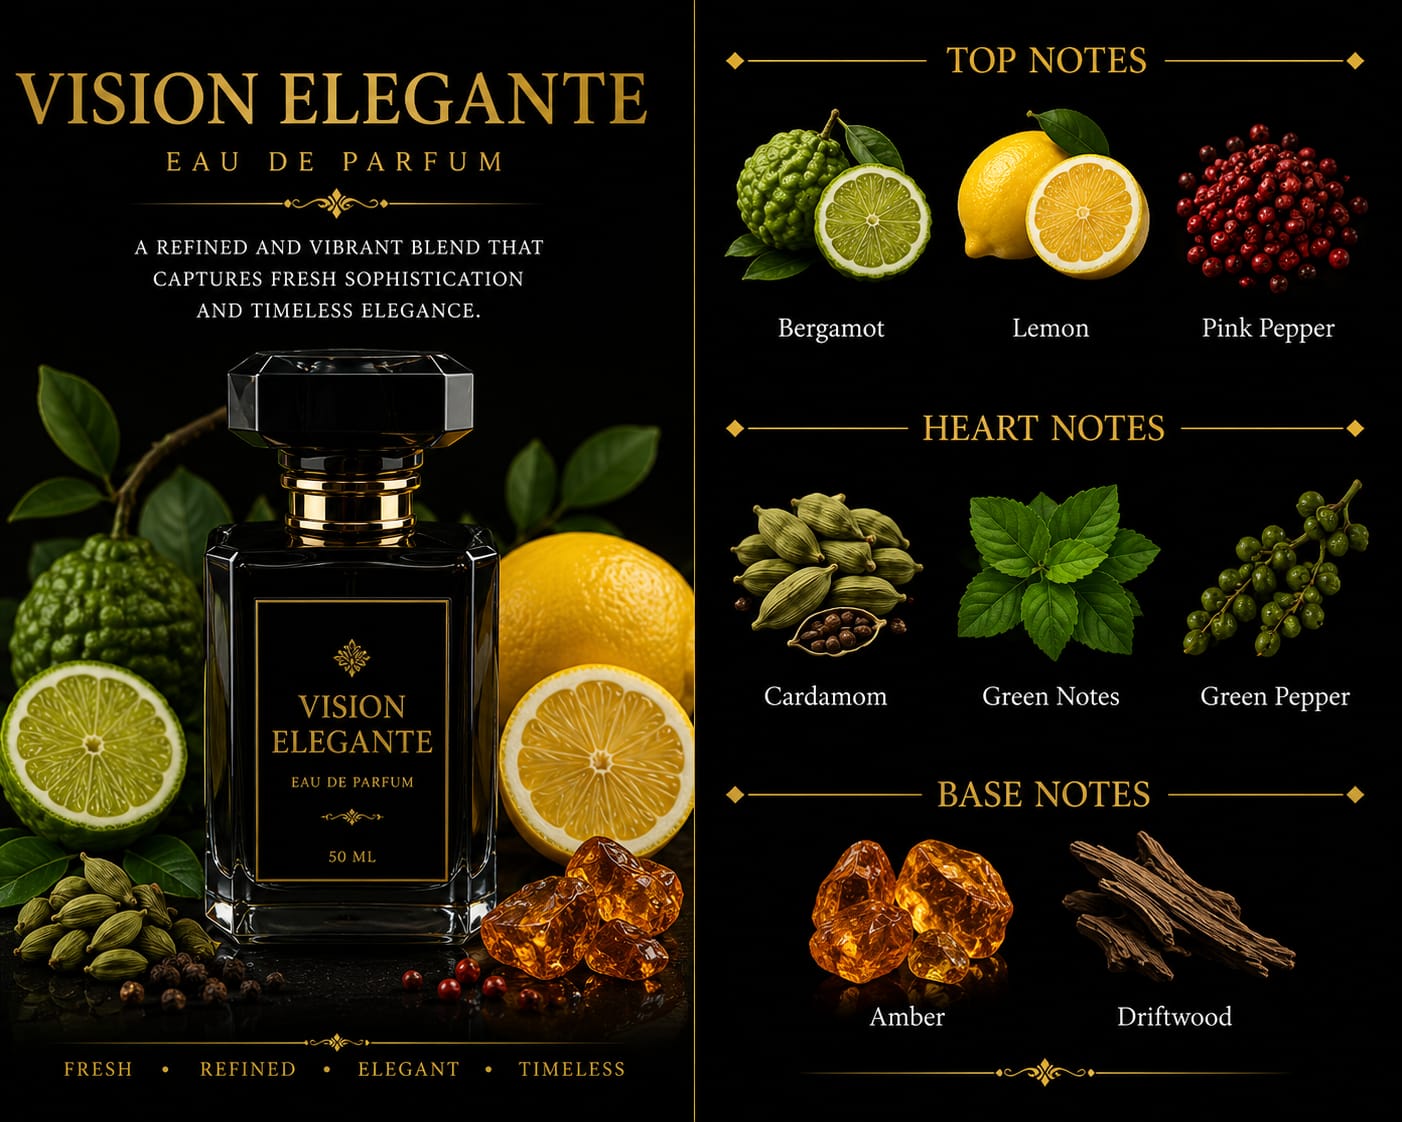 VISION ELEGANTE
EAU DE PARFUM
A REFINED AND VIBRANT BLEND THAT
CAPTURES FRESH SOPHISTICATION
AND TIMELESS ELEGANCE.
VISION
ELEGANTE
EAU DE PARFUM
50 ML
FRESH • REFINED • ELEGANT • TIMELESS
TOP NOTES
Bergamot Lemon Pink Pepper
HEART NOTES
Cardamom Green Notes Green Pepper
BASE NOTES
Amber Driftwood